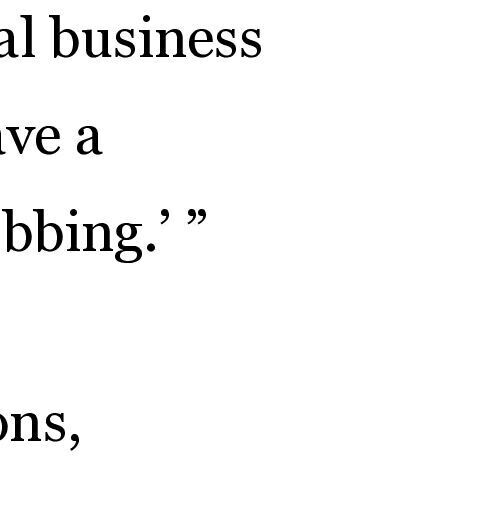 al business
ve a
bbing.’ ”
ons,